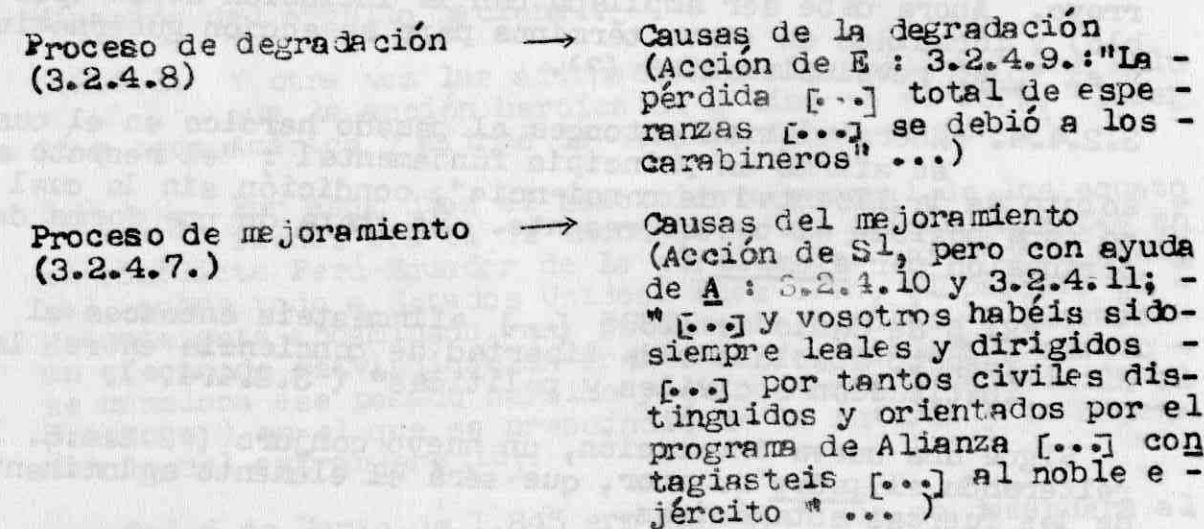 Proceso de degradación → Causas de la degradación
(3.2.4.8) (Acción de E : 3.2.4.9.:"La -
pérdida [...] total de espe -
ranzas [...] se debió a los -
carabineros" ...)
Proceso de mejoramiento → Causas del mejoramiento
(3.2.4.7.) (Acción de S1, pero con ayuda
de A : 3.2.4.10 y 3.2.4.11; -
" [...] y vosotros habéis sido-
siempre leales y dirigidos -
[...] por tantos civiles dis-
tinguidos y orientados por el
programa de Alianza [...] con
tagiasteis [...] al noble e -
jército " ... )